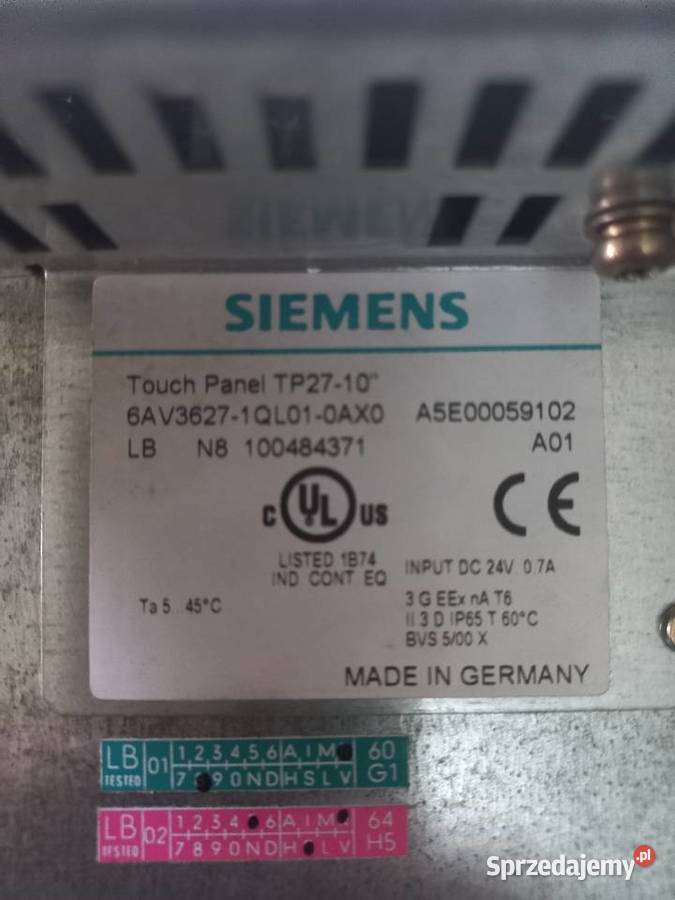 SIEMENS
Touch Panel TP27-10"
6AV3627-1QL01-0AX0 A5E00059102
LB N8 100484371 A01
C UL US
CE
LISTED 1B74
IND CONT EQ
INPUT DC 24V 0.7A
Ta 5 45°C
3 G EEx nA T6
II 3 D IP65 T 60°C
BVS 5/00 X
MADE IN GERMANY
LB TESTED 01
1 2 3 4 5 6 A I M
7 9 0 N D H S L V
60 G1
LB TESTED 02
1 2 3 4 6 A I M
7 8 9 0 N D H L V
64 H5
Sprzedajemy.pl